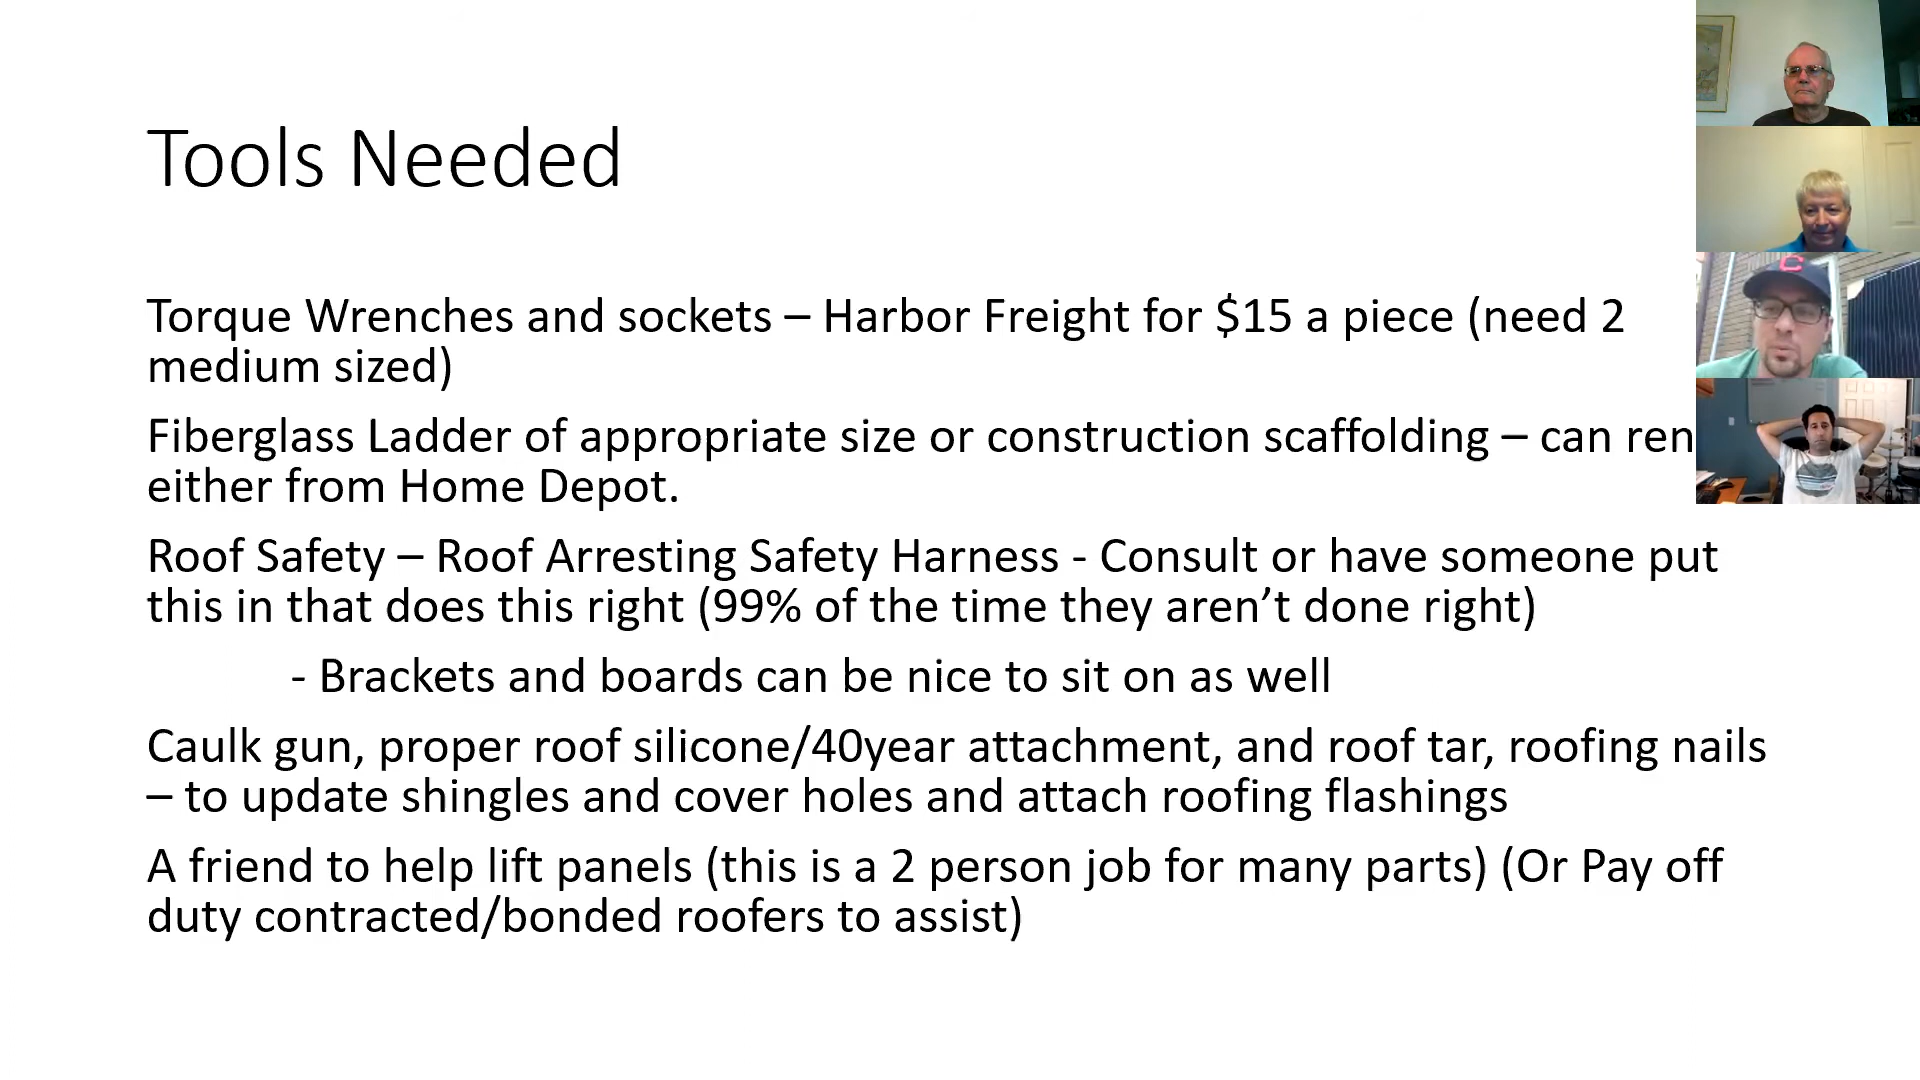 Tools Needed
Torque Wrenches and sockets – Harbor Freight for $15 a piece (need 2
medium sized)
Fiberglass Ladder of appropriate size or construction scaffolding – can ren
either from Home Depot.
Roof Safety – Roof Arresting Safety Harness - Consult or have someone put
this in that does this right (99% of the time they aren’t done right)
- Brackets and boards can be nice to sit on as well
Caulk gun, proper roof silicone/40year attachment, and roof tar, roofing nails
– to update shingles and cover holes and attach roofing flashings
A friend to help lift panels (this is a 2 person job for many parts) (Or Pay off
duty contracted/bonded roofers to assist)
C